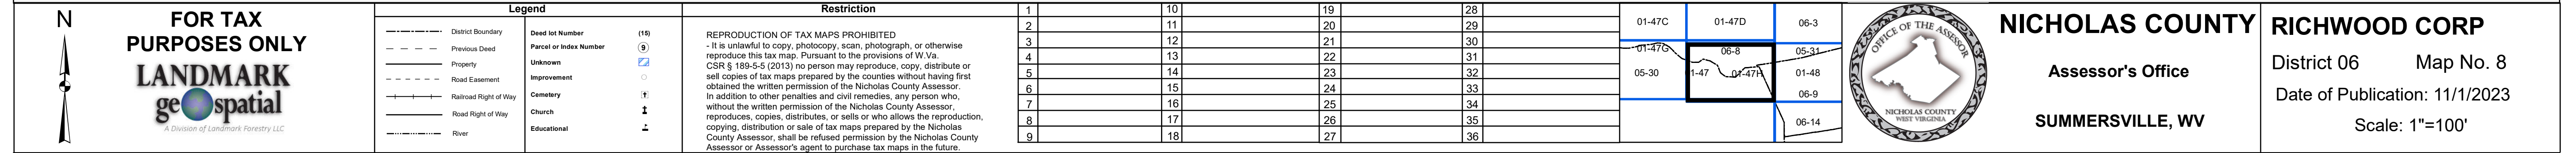 N
FOR TAX
PURPOSES ONLY
LANDMARK
geospatial
A Division of Landmark Forestry LLC
Legend
District Boundary
Previous Deed
Property
Road Easement
Railroad Right of Way
Road Right of Way
River
Deed lot Number (15)
Parcel or Index Number 9
Unknown
Improvement
Cemetery
Church
Educational
Restriction
REPRODUCTION OF TAX MAPS PROHIBITED
- It is unlawful to copy, photocopy, scan, photograph, or otherwise
reproduce this tax map. Pursuant to the provisions of W.Va.
CSR § 189-5-5 (2013) no person may reproduce, copy, distribute or
sell copies of tax maps prepared by the counties without having first
obtained the written permission of the Nicholas County Assessor.
In addition to other penalties and civil remedies, any person who,
without the written permission of the Nicholas County Assessor,
reproduces, copies, distributes, or sells or who allows the reproduction,
copying, distribution or sale of tax maps prepared by the Nicholas
County Assessor, shall be refused permission by the Nicholas County
Assessor or Assessor's agent to purchase tax maps in the future.
1 10 19 28
2 11 20 29
3 12 21 30
4 13 22 31
5 14 23 32
6 15 24 33
7 16 25 34
8 17 26 35
9 18 27 36
01-47C 01-47D 06-3
01-47G 06-8 05-31
05-30 1-47 01-47H 01-48
06-9
06-14
OFFICE OF THE ASSESSOR
NICHOLAS COUNTY
WEST VIRGINIA
NICHOLAS COUNTY
Assessor's Office
SUMMERSVILLE, WV
RICHWOOD CORP
District 06 Map No. 8
Date of Publication: 11/1/2023
Scale: 1"=100'